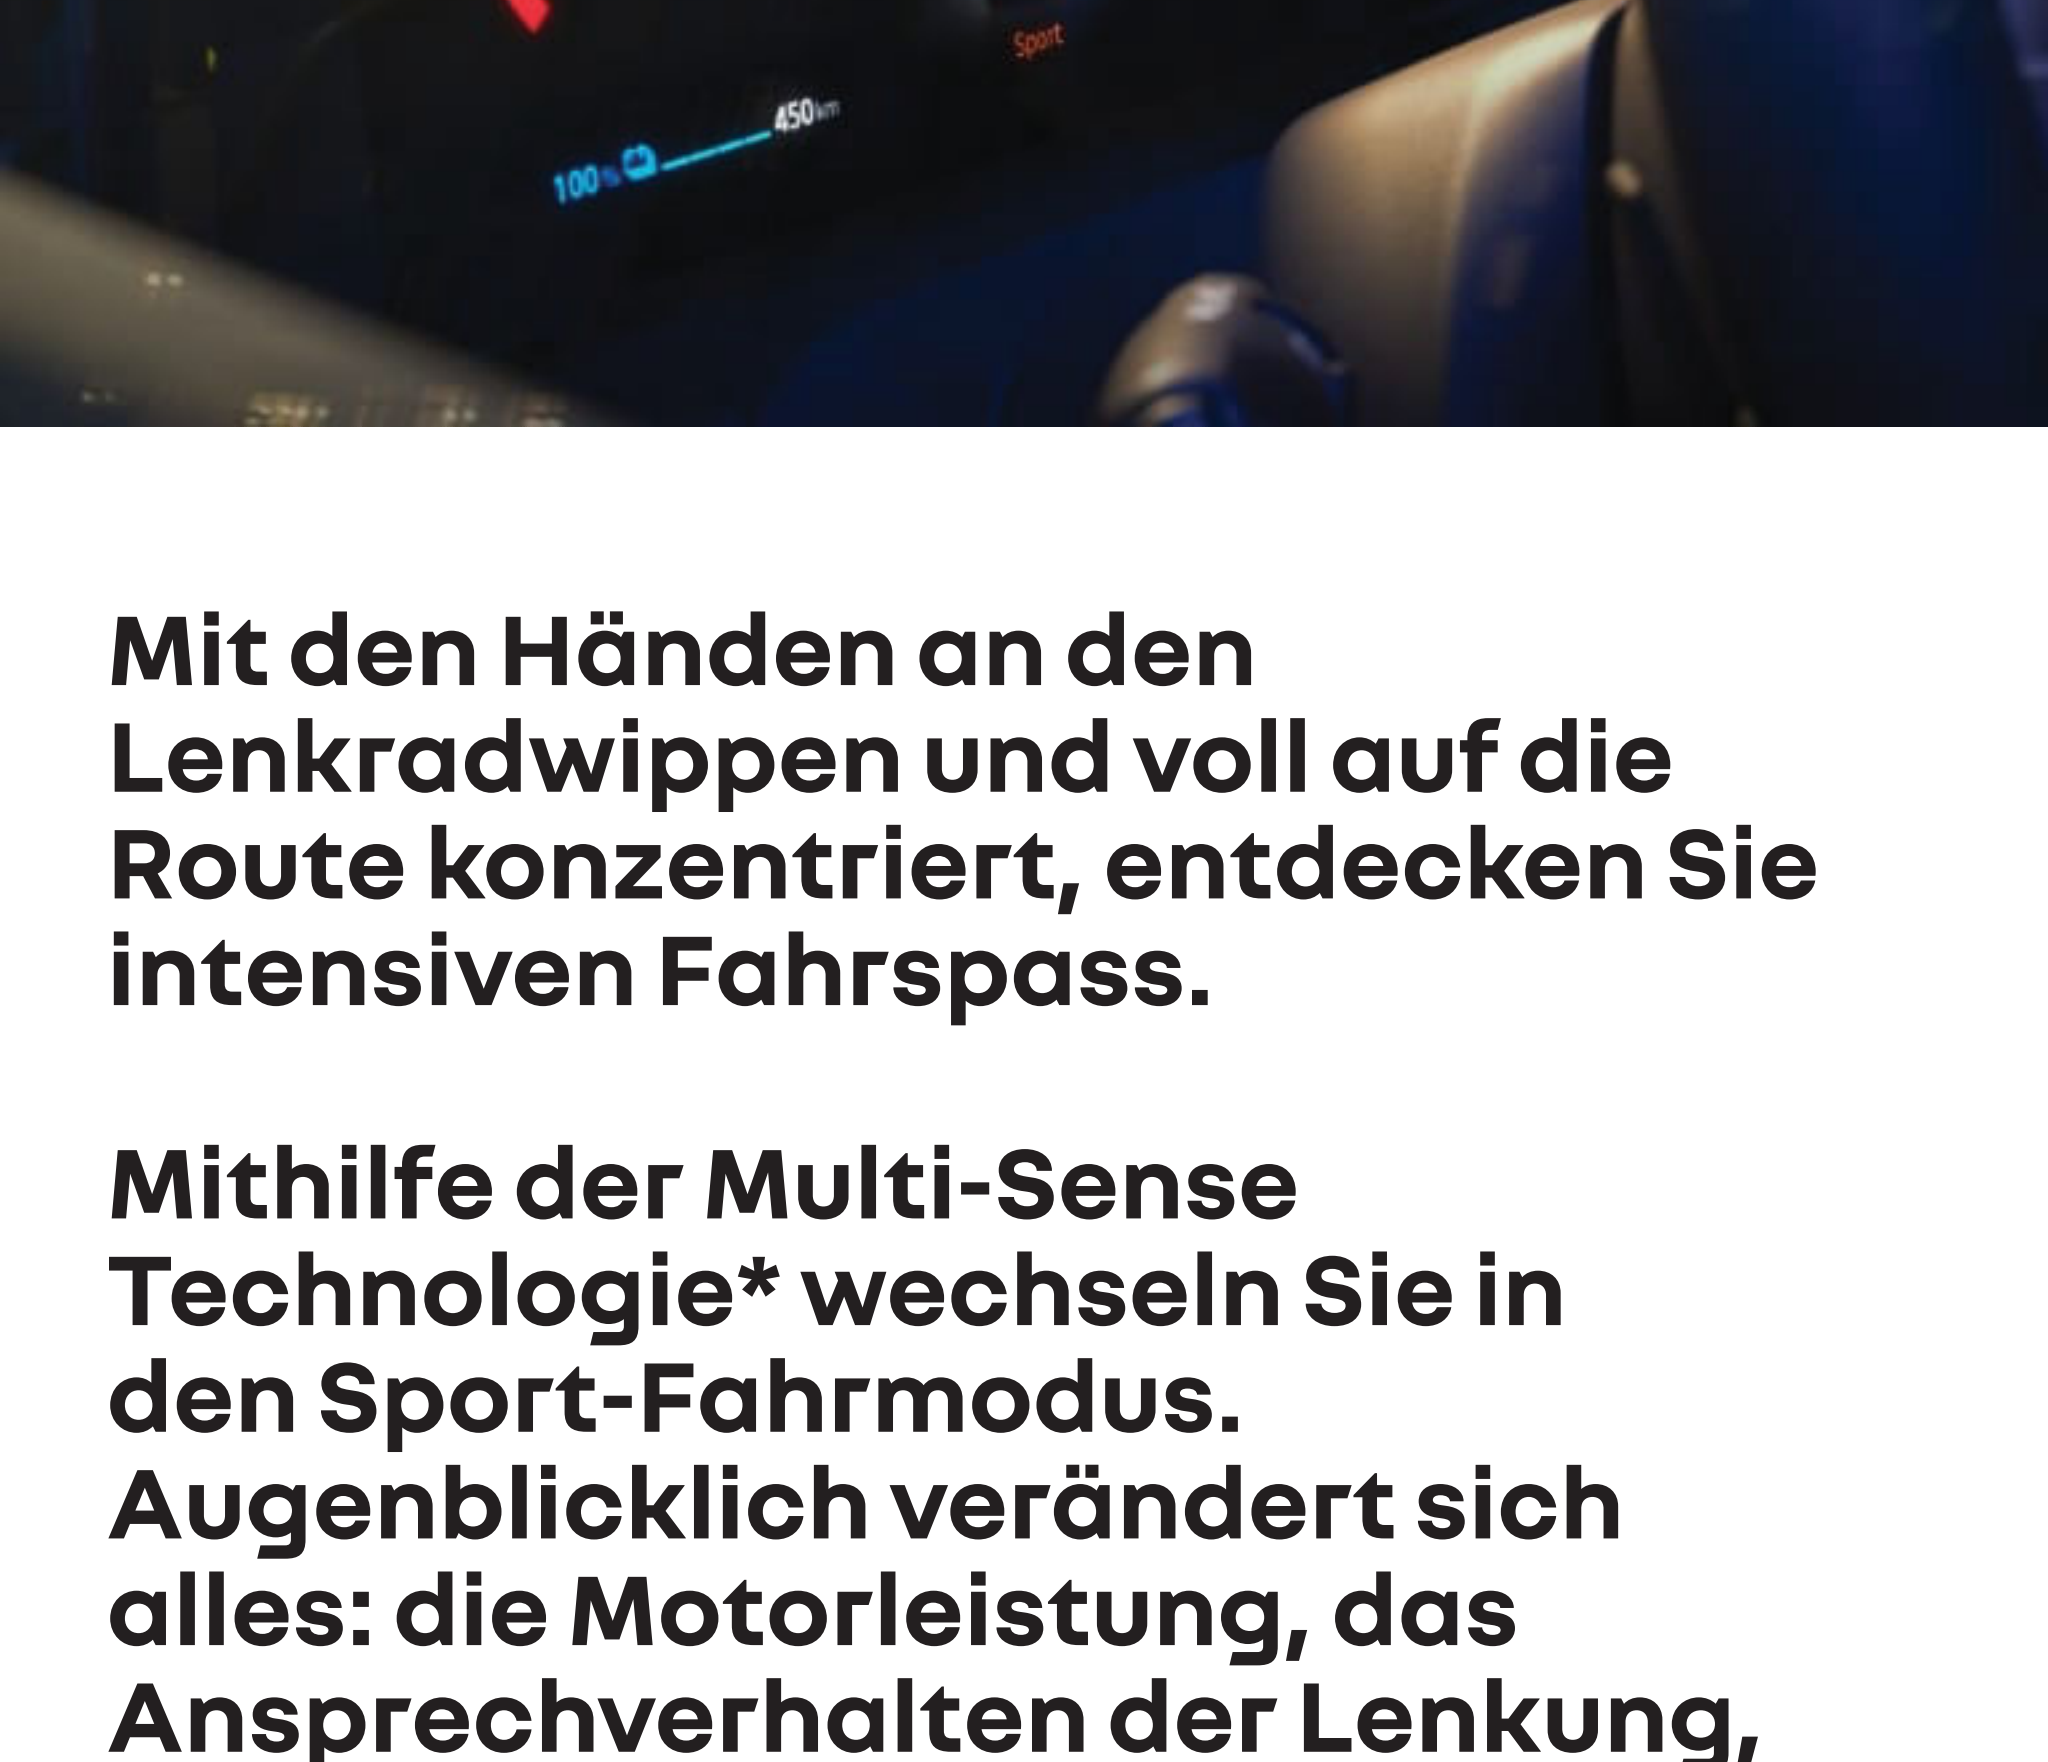 Sport
450 km
100 %
Mit den Händen an den
Lenkradwippen und voll auf die
Route konzentriert, entdecken Sie
intensiven Fahrspass.
Mithilfe der Multi-Sense
Technologie* wechseln Sie in
den Sport-Fahrmodus.
Augenblicklich verändert sich
alles: die Motorleistung, das
Ansprechverhalten der Lenkung,